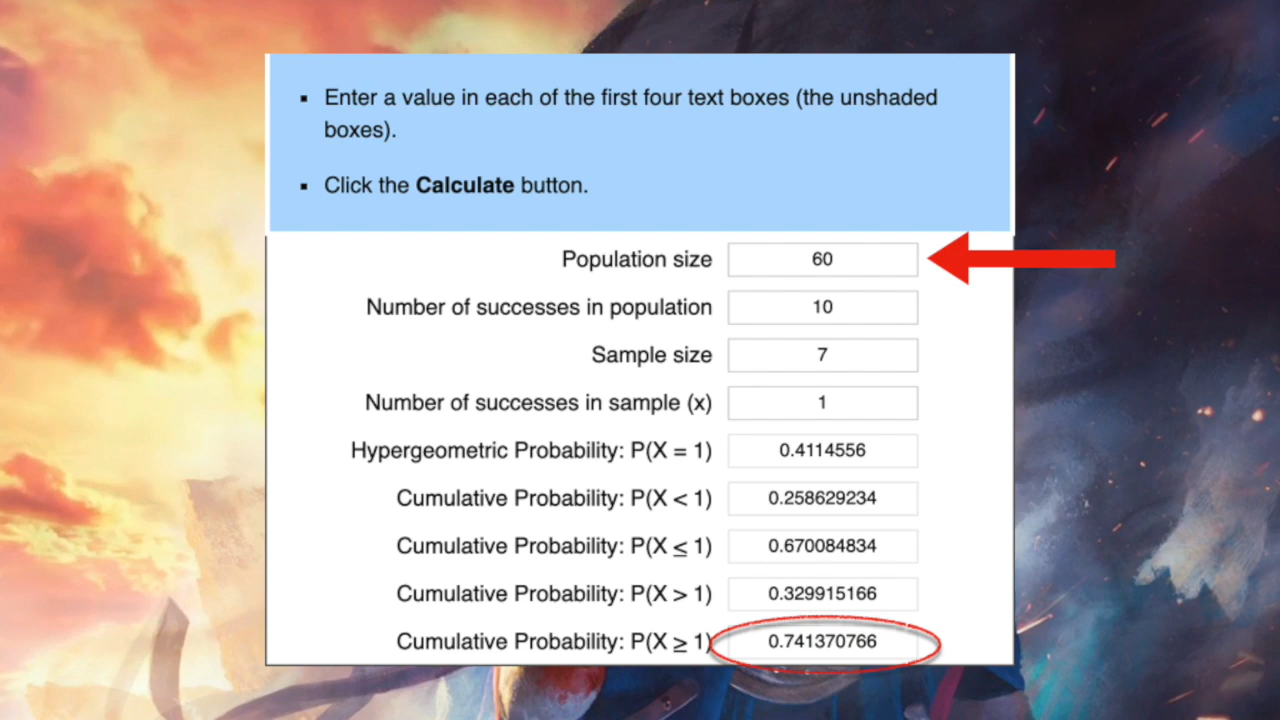 ▪ Enter a value in each of the first four text boxes (the unshaded
boxes).
▪ Click the Calculate button.
Population size 60
Number of successes in population 10
Sample size 7
Number of successes in sample (x) 1
Hypergeometric Probability: P(X = 1) 0.4114556
Cumulative Probability: P(X < 1) 0.258629234
Cumulative Probability: P(X ≤ 1) 0.670084834
Cumulative Probability: P(X > 1) 0.329915166
Cumulative Probability: P(X ≥ 1) 0.741370766